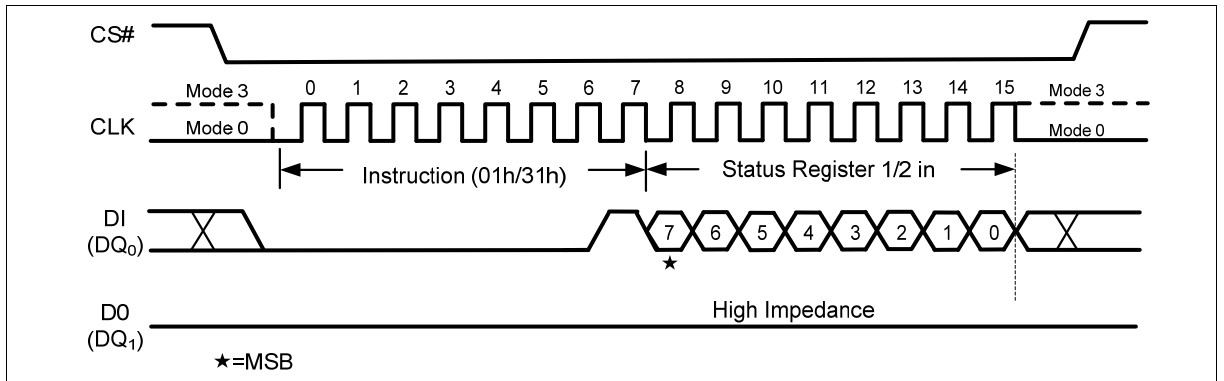 CS#
0 1 2 3 4 5 6 7 8 9 10 11 12 13 14 15
Mode 3 Mode 3
CLK Mode 0 Mode 0
Instruction (01h/31h) Status Register 1/2 in
DI
(DQ0) 7 6 5 4 3 2 1 0
★
D0 High Impedance
(DQ1)
★=MSB